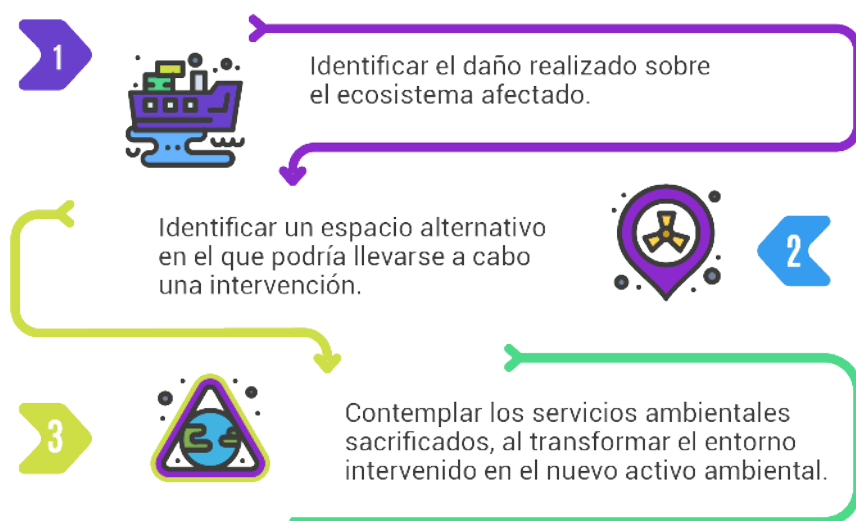 1
Identificar el daño realizado sobre
el ecosistema afectado.
Identificar un espacio alternativo
en el que podría llevarse a cabo
una intervención.
2
3
Contemplar los servicios ambientales
sacrificados, al transformar el entorno
intervenido en el nuevo activo ambiental.